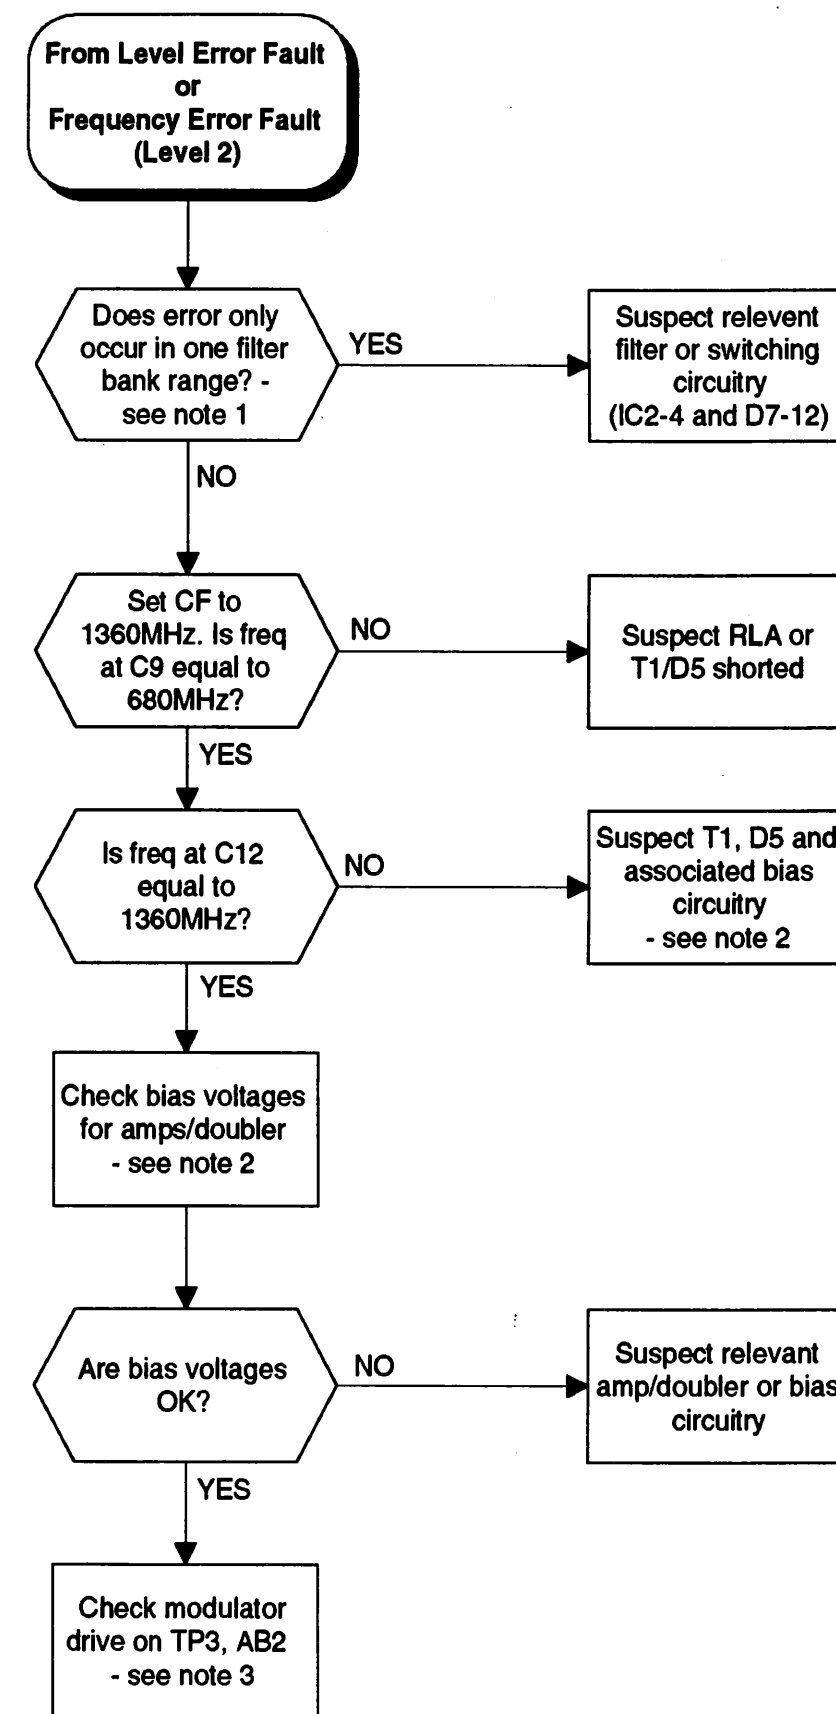 From Level Error Fault
or
Frequency Error Fault
(Level 2)
Does error only
occur in one filter
bank range? -
see note 1
YES
Suspect relevent
filter or switching
circuitry
(IC2-4 and D7-12)
NO
Set CF to
1360MHz. Is freq
at C9 equal to
680MHz?
NO
Suspect RLA or
T1/D5 shorted
YES
Is freq at C12
equal to
1360MHz?
NO
Suspect T1, D5 and
associated bias
circuitry
- see note 2
YES
Check bias voltages
for amps/doubler
- see note 2
Are bias voltages
OK?
NO
Suspect relevant
amp/doubler or bias
circuitry
YES
Check modulator
drive on TP3, AB2
- see note 3